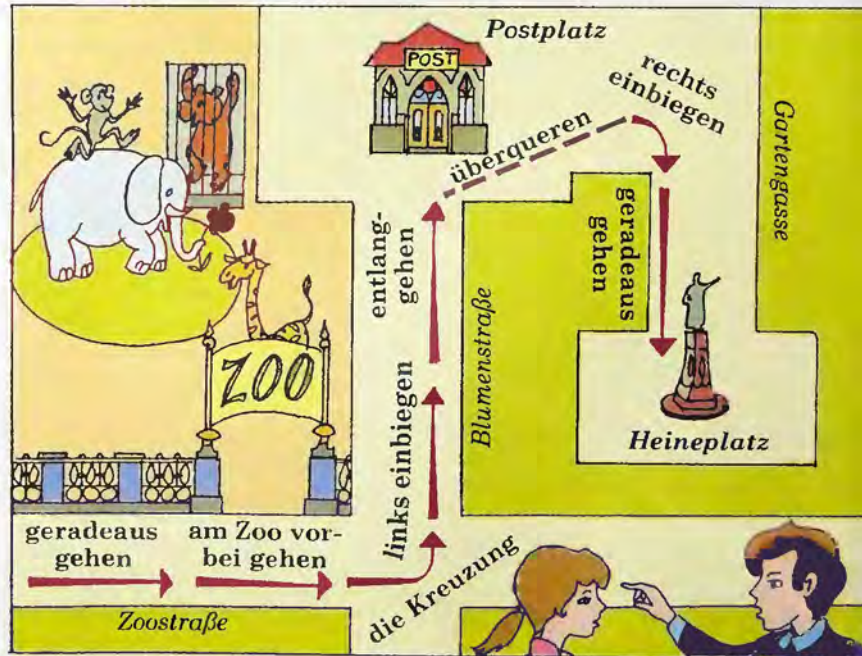 Postplatz
POST
rechts
einbiegen
überqueren
Gartengasse
geradeaus
gehen
entlang-
gehen
ZOO
links einbiegen
Blumenstraße
Heineplatz
geradeaus
gehen
am Zoo vor-
bei gehen
die Kreuzung
Zoostraße